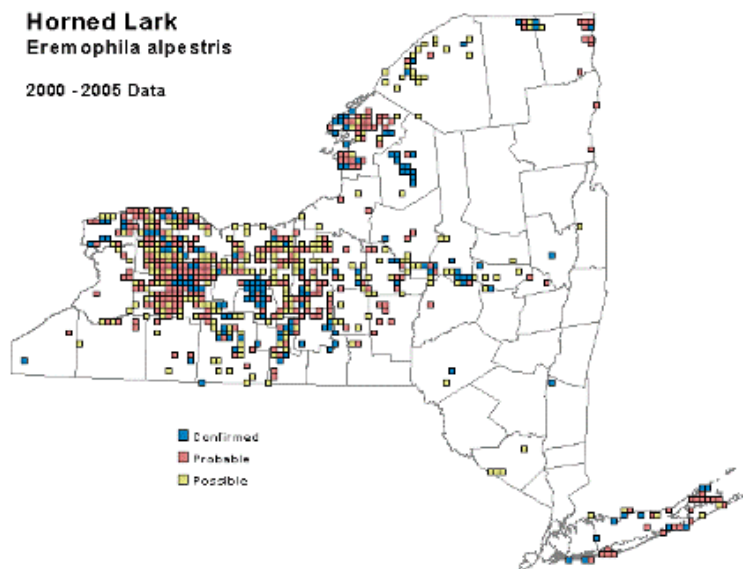 Horned Lark
Eremophila alpestris
2000 - 2005 Data
Confirmed
Probable
Possible